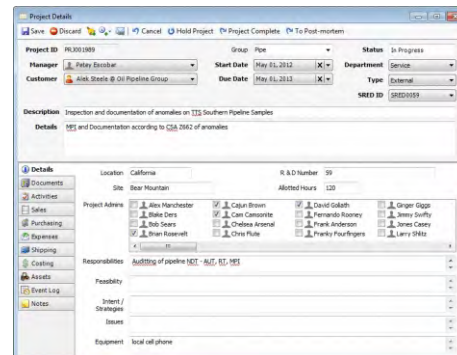 Project Details
Save Discard Cancel Hold Project Project Complete To Post-mortem
Project ID PRJ001989 Group Pipe Status In Progress
Manager Patay Escobar Start Date May 01, 2012 Department Service
Customer Alek Steele @ Oil Pipeline Group Due Date May 01, 2013 Type External
SRED ID SRED0059
Description Inspection and documentation of anomalies on TTS Southern Pipeline Samples
Details MPI and Documentation according to CSA Z662 of anomalies
Details Location California R & D Number 99
Documents Site Bear Mountain Allotted Hours 120
Activities Project Admins Alex Manchester Cajun Brown David Goliath Ginger Giggs
Sales Blake Ders Cam Camsonite Fernando Rooney Jimmy Swifty
Purchasing Bob Sears Chelsea Arsenal Frank Anderson Jones Casey
Expenses Brian Rosevelt Chris Flute Franky Fourfingers Larry Shlits
Shipping
Costing Responsibilities Auditting of pipeline NDT - AUT, RT, MPI
Assets Feasibility
Event Log
Notes Intent / Strategies
Issues
Equipment local cell phone